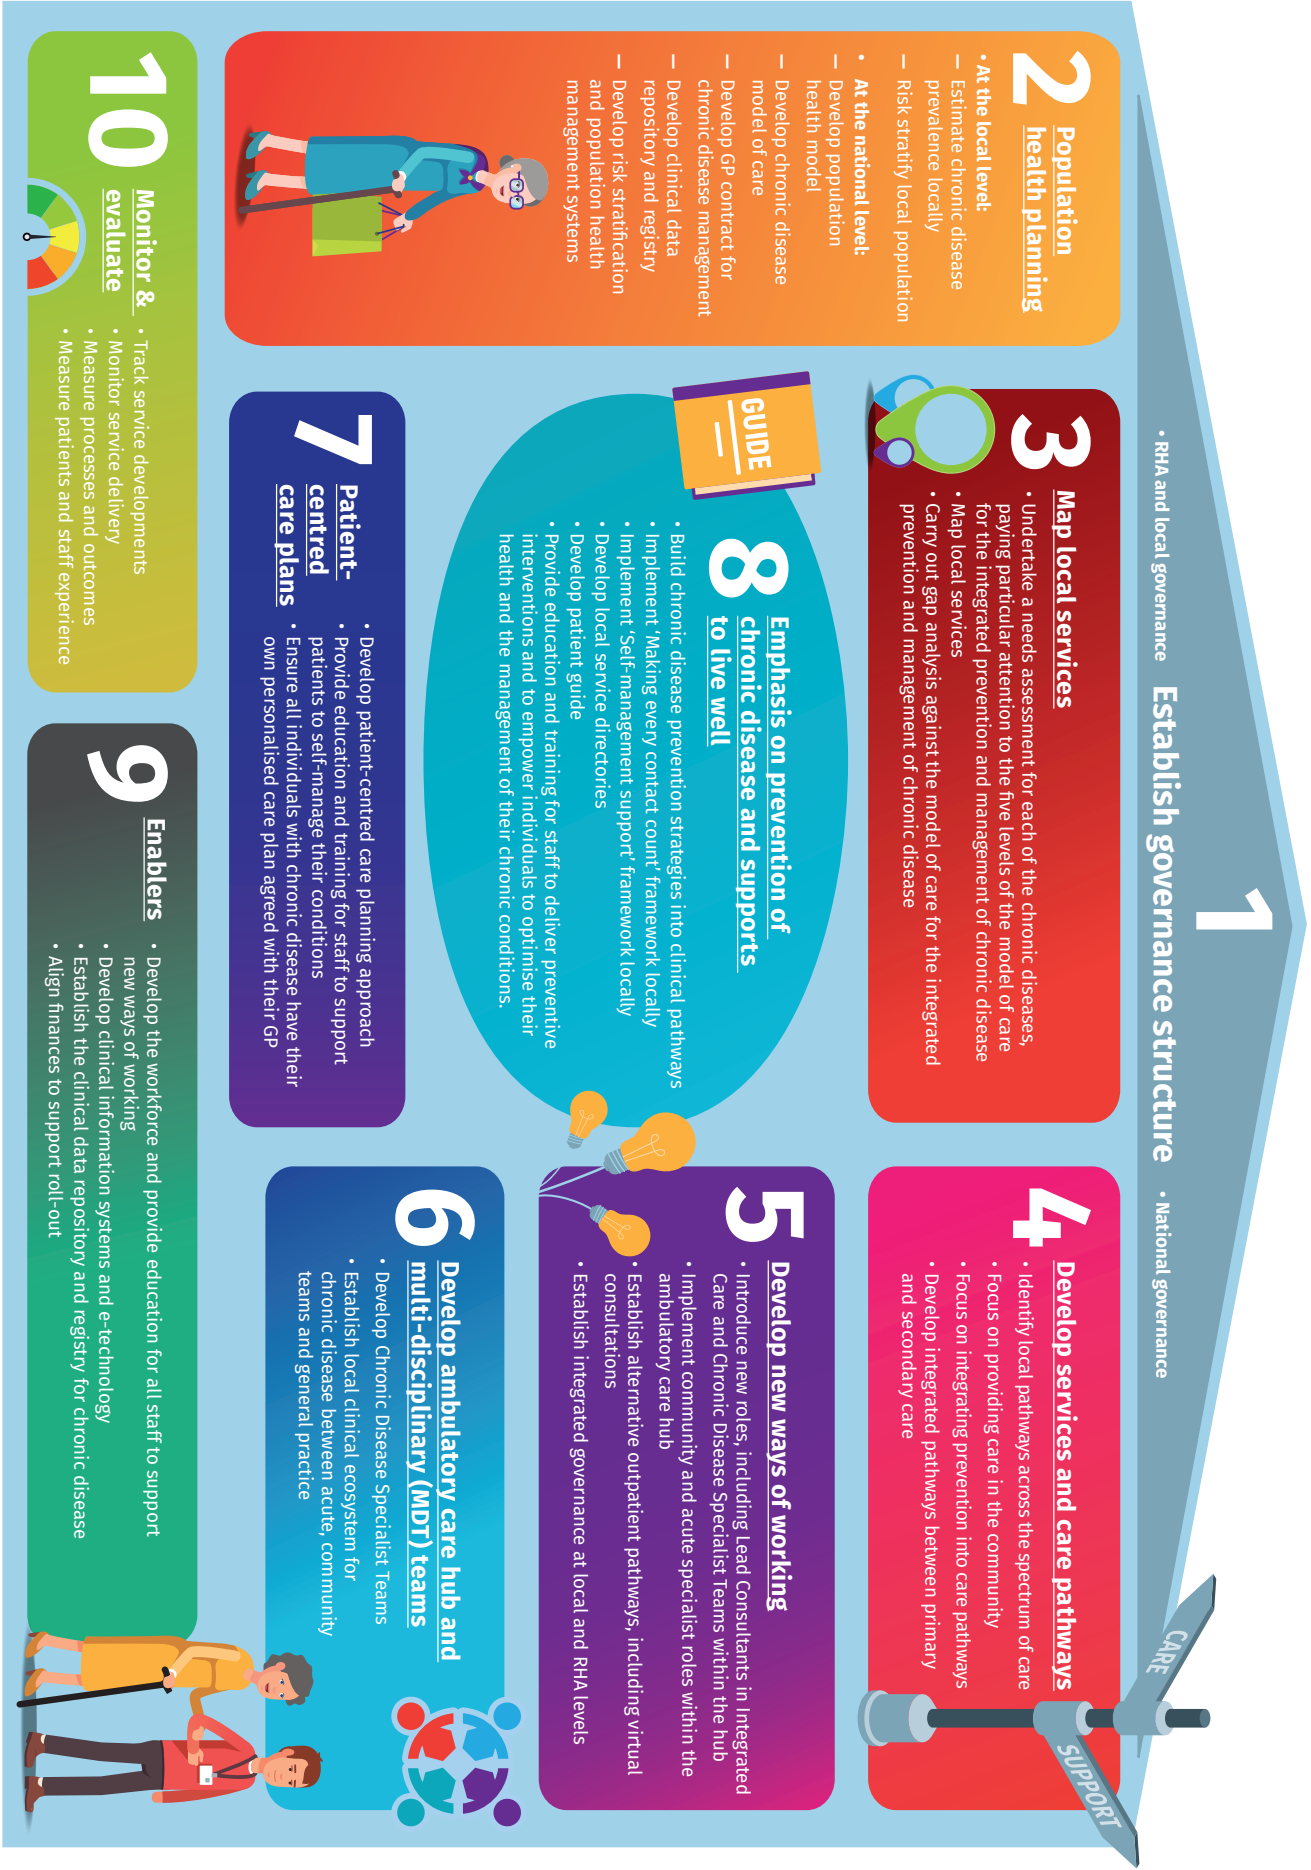 1
• RHA and local governance
Establish governance structure
• National governance
2
Population
health planning
• At the local level:
— Estimate chronic disease
prevalence locally
— Risk stratify local population
• At the national level:
— Develop population
health model
— Develop chronic disease
model of care
— Develop GP contract for
chronic disease management
— Develop clinical data
repository and registry
— Develop risk stratification
and population health
management systems
3
Map local services
• Undertake a needs assessment for each of the chronic diseases,
paying particular attention to the five levels of the model of care
for the integrated prevention and management of chronic disease
• Map local services
• Carry out gap analysis against the model of care for the integrated
prevention and management of chronic disease
4
Develop services and care pathways
• Identify local pathways across the spectrum of care
• Focus on providing care in the community
• Focus on integrating prevention into care pathways
• Develop integrated pathways between primary
and secondary care
CARE
SUPPORT
5
Develop new ways of working
• Introduce new roles, including Lead Consultants in Integrated
Care and Chronic Disease Specialist Teams within the hub
• Implement community and acute specialist roles within the
ambulatory care hub
• Establish alternative outpatient pathways, including virtual
consultations
• Establish integrated governance at local and RHA levels
6
Develop ambulatory care hub and
multi-disciplinary (MDT) teams
• Develop Chronic Disease Specialist Teams
• Establish local clinical ecosystem for
chronic disease between acute, community
teams and general practice
7
Patient-
centred
care plans
• Develop patient-centred care planning approach
• Provide education and training for staff to support
patients to self-manage their conditions
• Ensure all individuals with chronic disease have their
own personalised care plan agreed with their GP
GUIDE
8
Emphasis on prevention of
chronic disease and supports
to live well
• Build chronic disease prevention strategies into clinical pathways
• Implement ‘Making every contact count’ framework locally
• Implement ‘Self-management support’ framework locally
• Develop local service directories
• Develop patient guide
• Provide education and training for staff to deliver preventive
interventions and to empower individuals to optimise their
health and the management of their chronic conditions.
9
Enablers
• Develop the workforce and provide education for all staff to support
new ways of working
• Develop clinical information systems and e-technology
• Establish the clinical data repository and registry for chronic disease
• Align finances to support roll-out
10
Monitor &
evaluate
• Track service developments
• Monitor service delivery
• Measure processes and outcomes
• Measure patients and staff experience